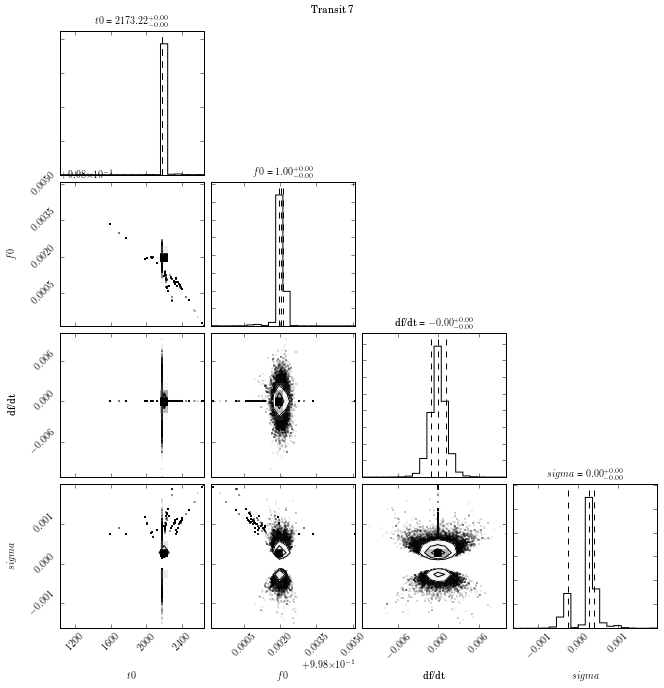 Transit 7
t0 = 2173.22+0.00 −0.00
0.0050
f0 = 1.00+0.00 −0.00
0.0035
f0
0.0020
0.0005
df/dt = −0.00+0.00 −0.00
0.006
df/dt
0.000
−0.006
sigma = 0.00+0.00 −0.00
0.001
sigma
0.000
−0.001
1200 1600 2000 2400
0.0005 0.0020 0.0035 0.0050
−0.006 0.000 0.006
−0.001 0.000 0.001
+9.98×10−1
t0 f0 df/dt sigma